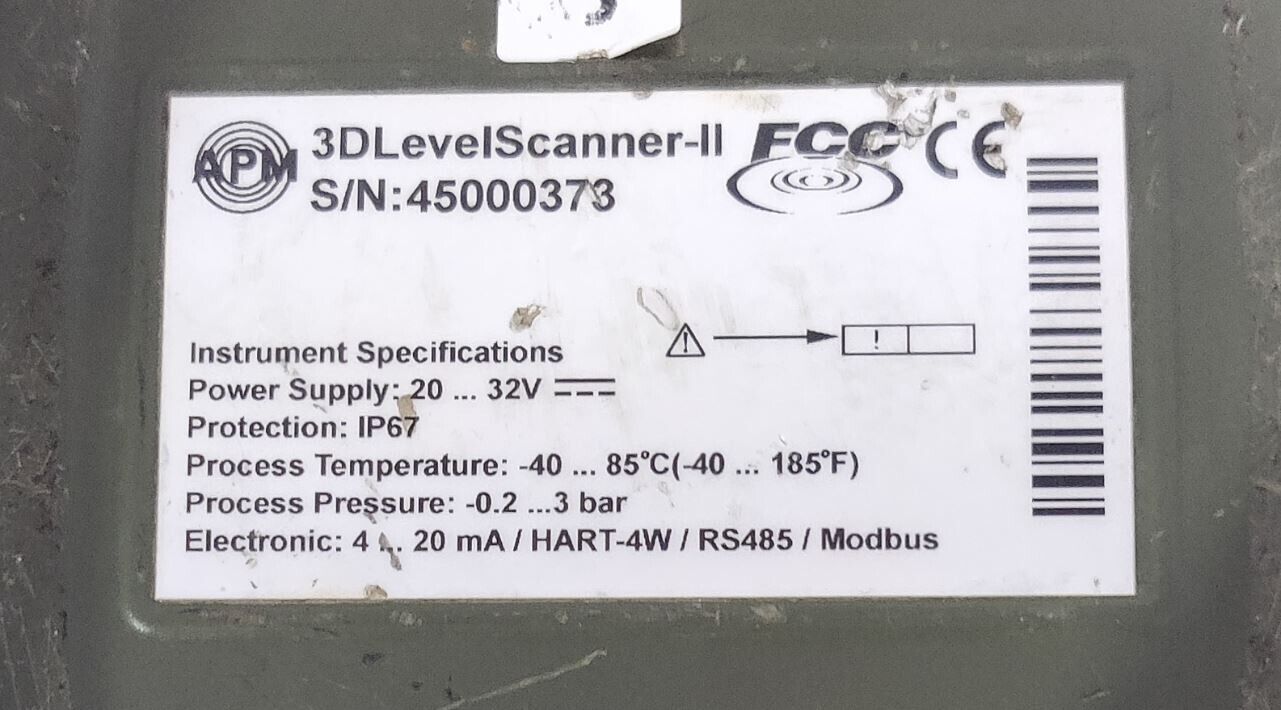 APM
3DLevelScanner-II
S/N:45000373
FCC CE
!
!
Instrument Specifications
Power Supply: 20 ... 32V
Protection: IP67
Process Temperature: -40 ... 85°C(-40 ... 185°F)
Process Pressure: -0.2 ...3 bar
Electronic: 4 ... 20 mA / HART-4W / RS485 / Modbus